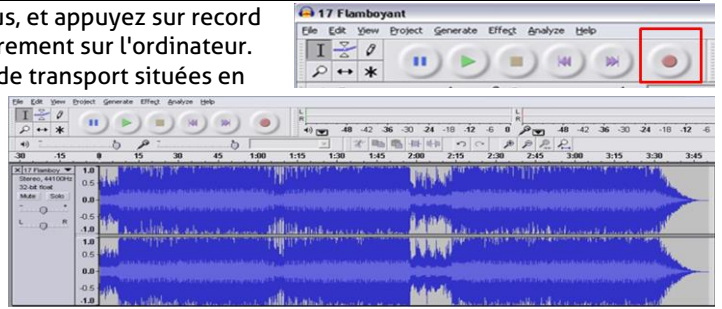 us, et appuyez sur record
rement sur l'ordinateur.
de transport situées en
17 Flamboyant
File Edit View Project Generate Effect Analyze Help
File Edit View Project Generate Effect Analyze Help
L
R
-48 -42 -36 -30 -24 -18 -12 -6 0
L
R
-48 -42 -36 -30 -24 -18 -12 -6
-30 -15 0 15 30 45 1:00 1:15 1:30 1:45 2:00 2:15 2:30 2:45 3:00 3:15 3:30 3:45
X 17 Flamboy
Stereo, 44100Hz
32-bit float
Mute Solo
- +
L R
1.0
0.5
0.0
-0.5
-1.0
1.0
0.5
0.0
-0.5
-1.0